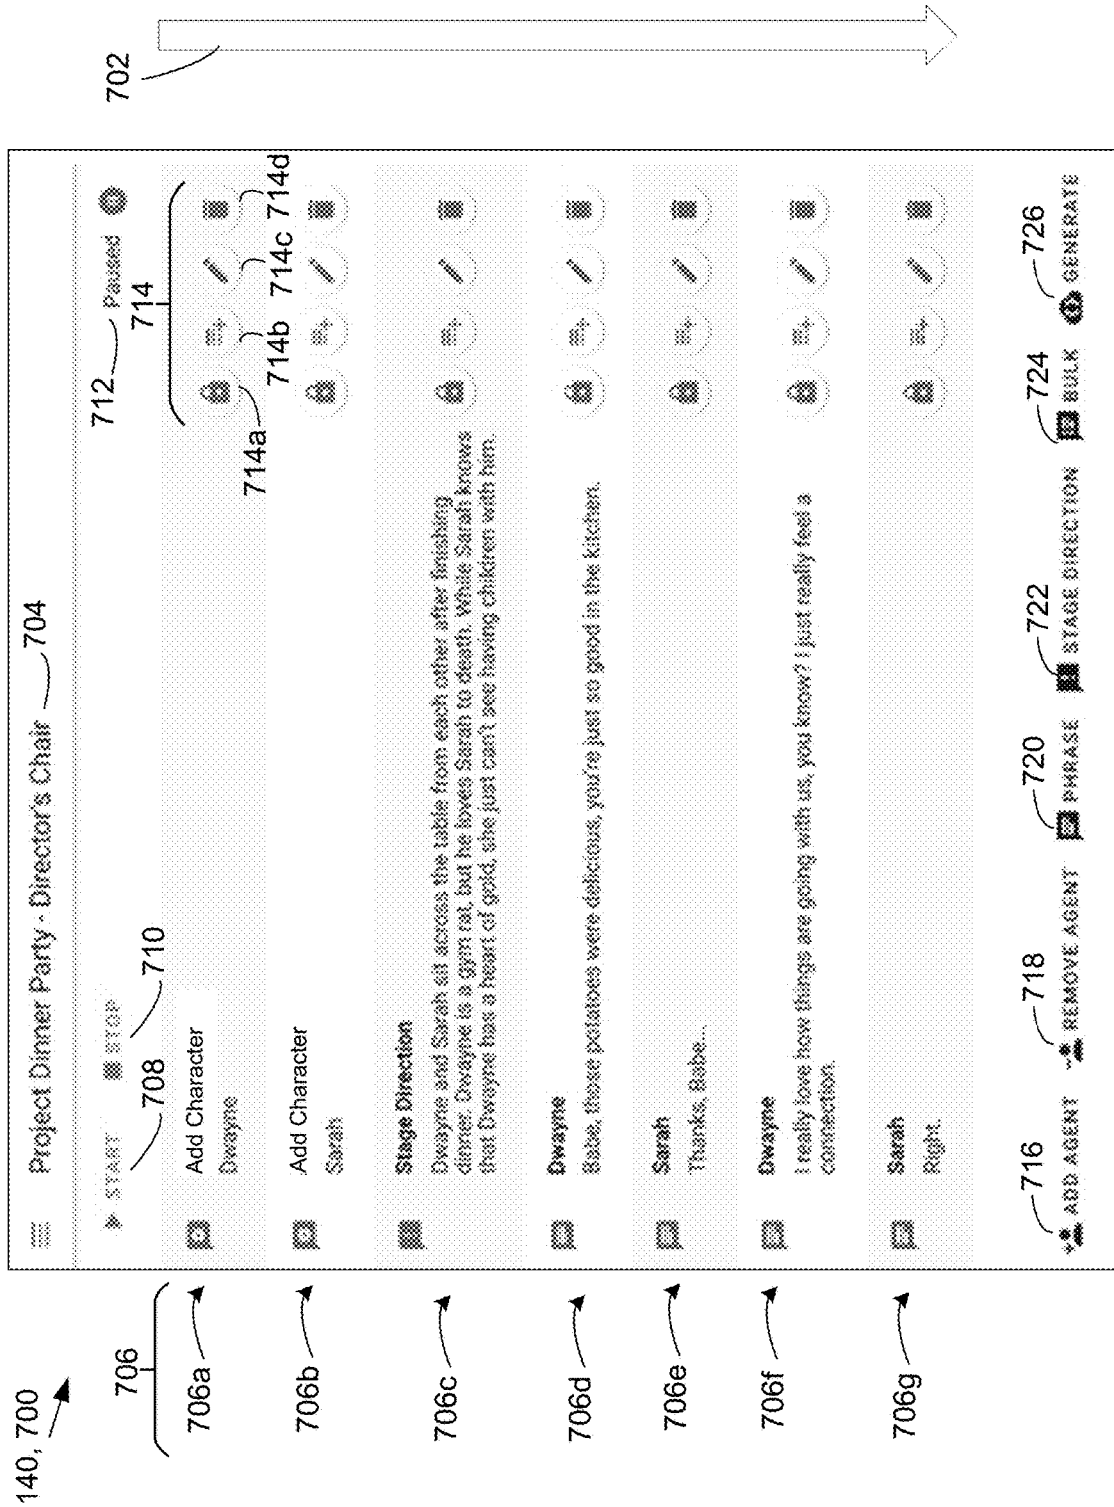 140, 700
Project Dinner Party - Director's Chair
704
START
STOP
708
710
712
Paused
702
706
714
706a
Add Character
Dwayne
714a
714b
714c
714d
706b
Add Character
Sarah
706c
Stage Direction
Dwayne and Sarah sit across the table from each other after finishing
dinner. Dwayne is a gym rat, but he loves Sarah to death. While Sarah knows
that Dwayne has a heart of gold, she just can't see having children with him.
706d
Dwayne
Babe, those potatoes were delicious, you're just so good in the kitchen.
706e
Sarah
Thanks, Babe...
706f
Dwayne
I really love how things are going with us, you know? I just really feel a
connection.
706g
Sarah
Right.
716
718
720
722
724
726
ADD AGENT
REMOVE AGENT
PHRASE
STAGE DIRECTION
BULK
GENERATE